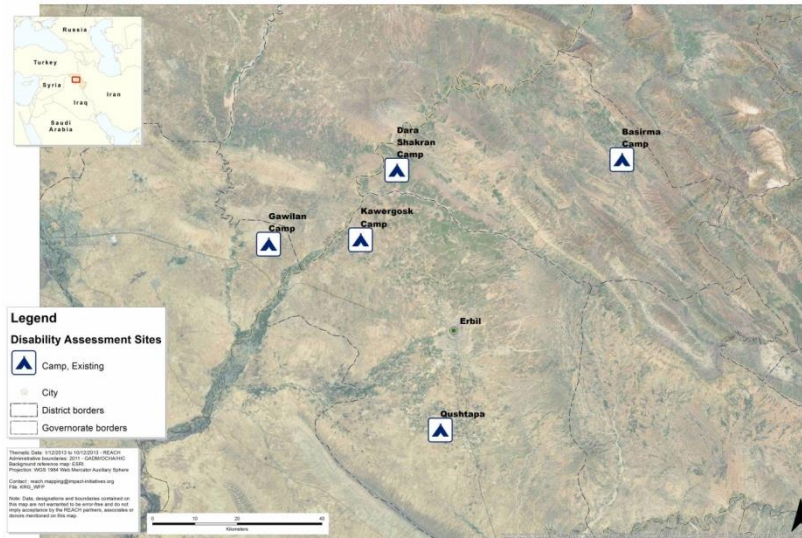 Russia
Turkey
Syria
Iraq
Iran
Saudi
Arabia
Dara
Shakran
Camp
Basirma
Camp
Gawilan
Camp
Kawergosk
Camp
Erbil
Qushtapa
Legend
Disability Assessment Sites
Camp, Existing
City
District borders
Governorate borders
Thematic Data: 1/12/2013 to 10/12/2013 - REACH
Administrative boundaries: 2011 - GADM/OCHA/HIC
Background reference map: ESRI
Projection: WGS 1984 Web Mercator Auxiliary Sphere
Contact : reach.mapping@impact-initiatives.org
File: KRG_WFP
Note: Data, designations and boundaries contained on
this map are not warranted to be error-free and do not
imply acceptance by the REACH partners, associates or
donors mentioned on this map.
0 10 20 40
Kilometers